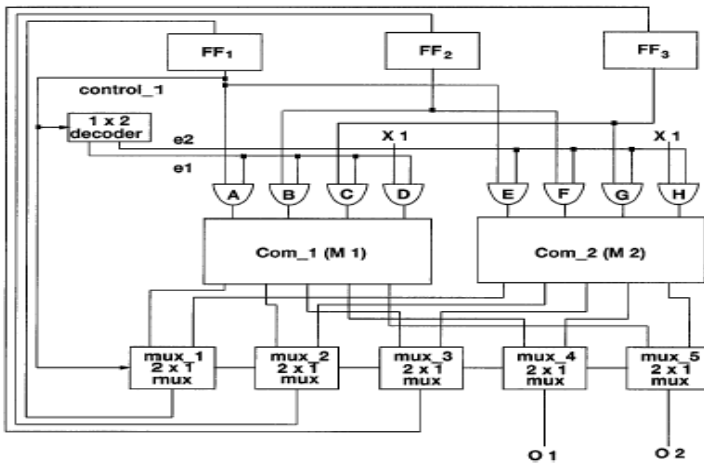 FF1
FF2
FF3
control_1
1 x 2
decoder
e2
e1
X 1
X 1
A
B
C
D
E
F
G
H
Com_1 (M 1)
Com_2 (M 2)
mux_1
2 x 1
mux
mux_2
2 x 1
mux
mux_3
2 x 1
mux
mux_4
2 x 1
mux
mux_5
2 x 1
mux
O 1
O 2